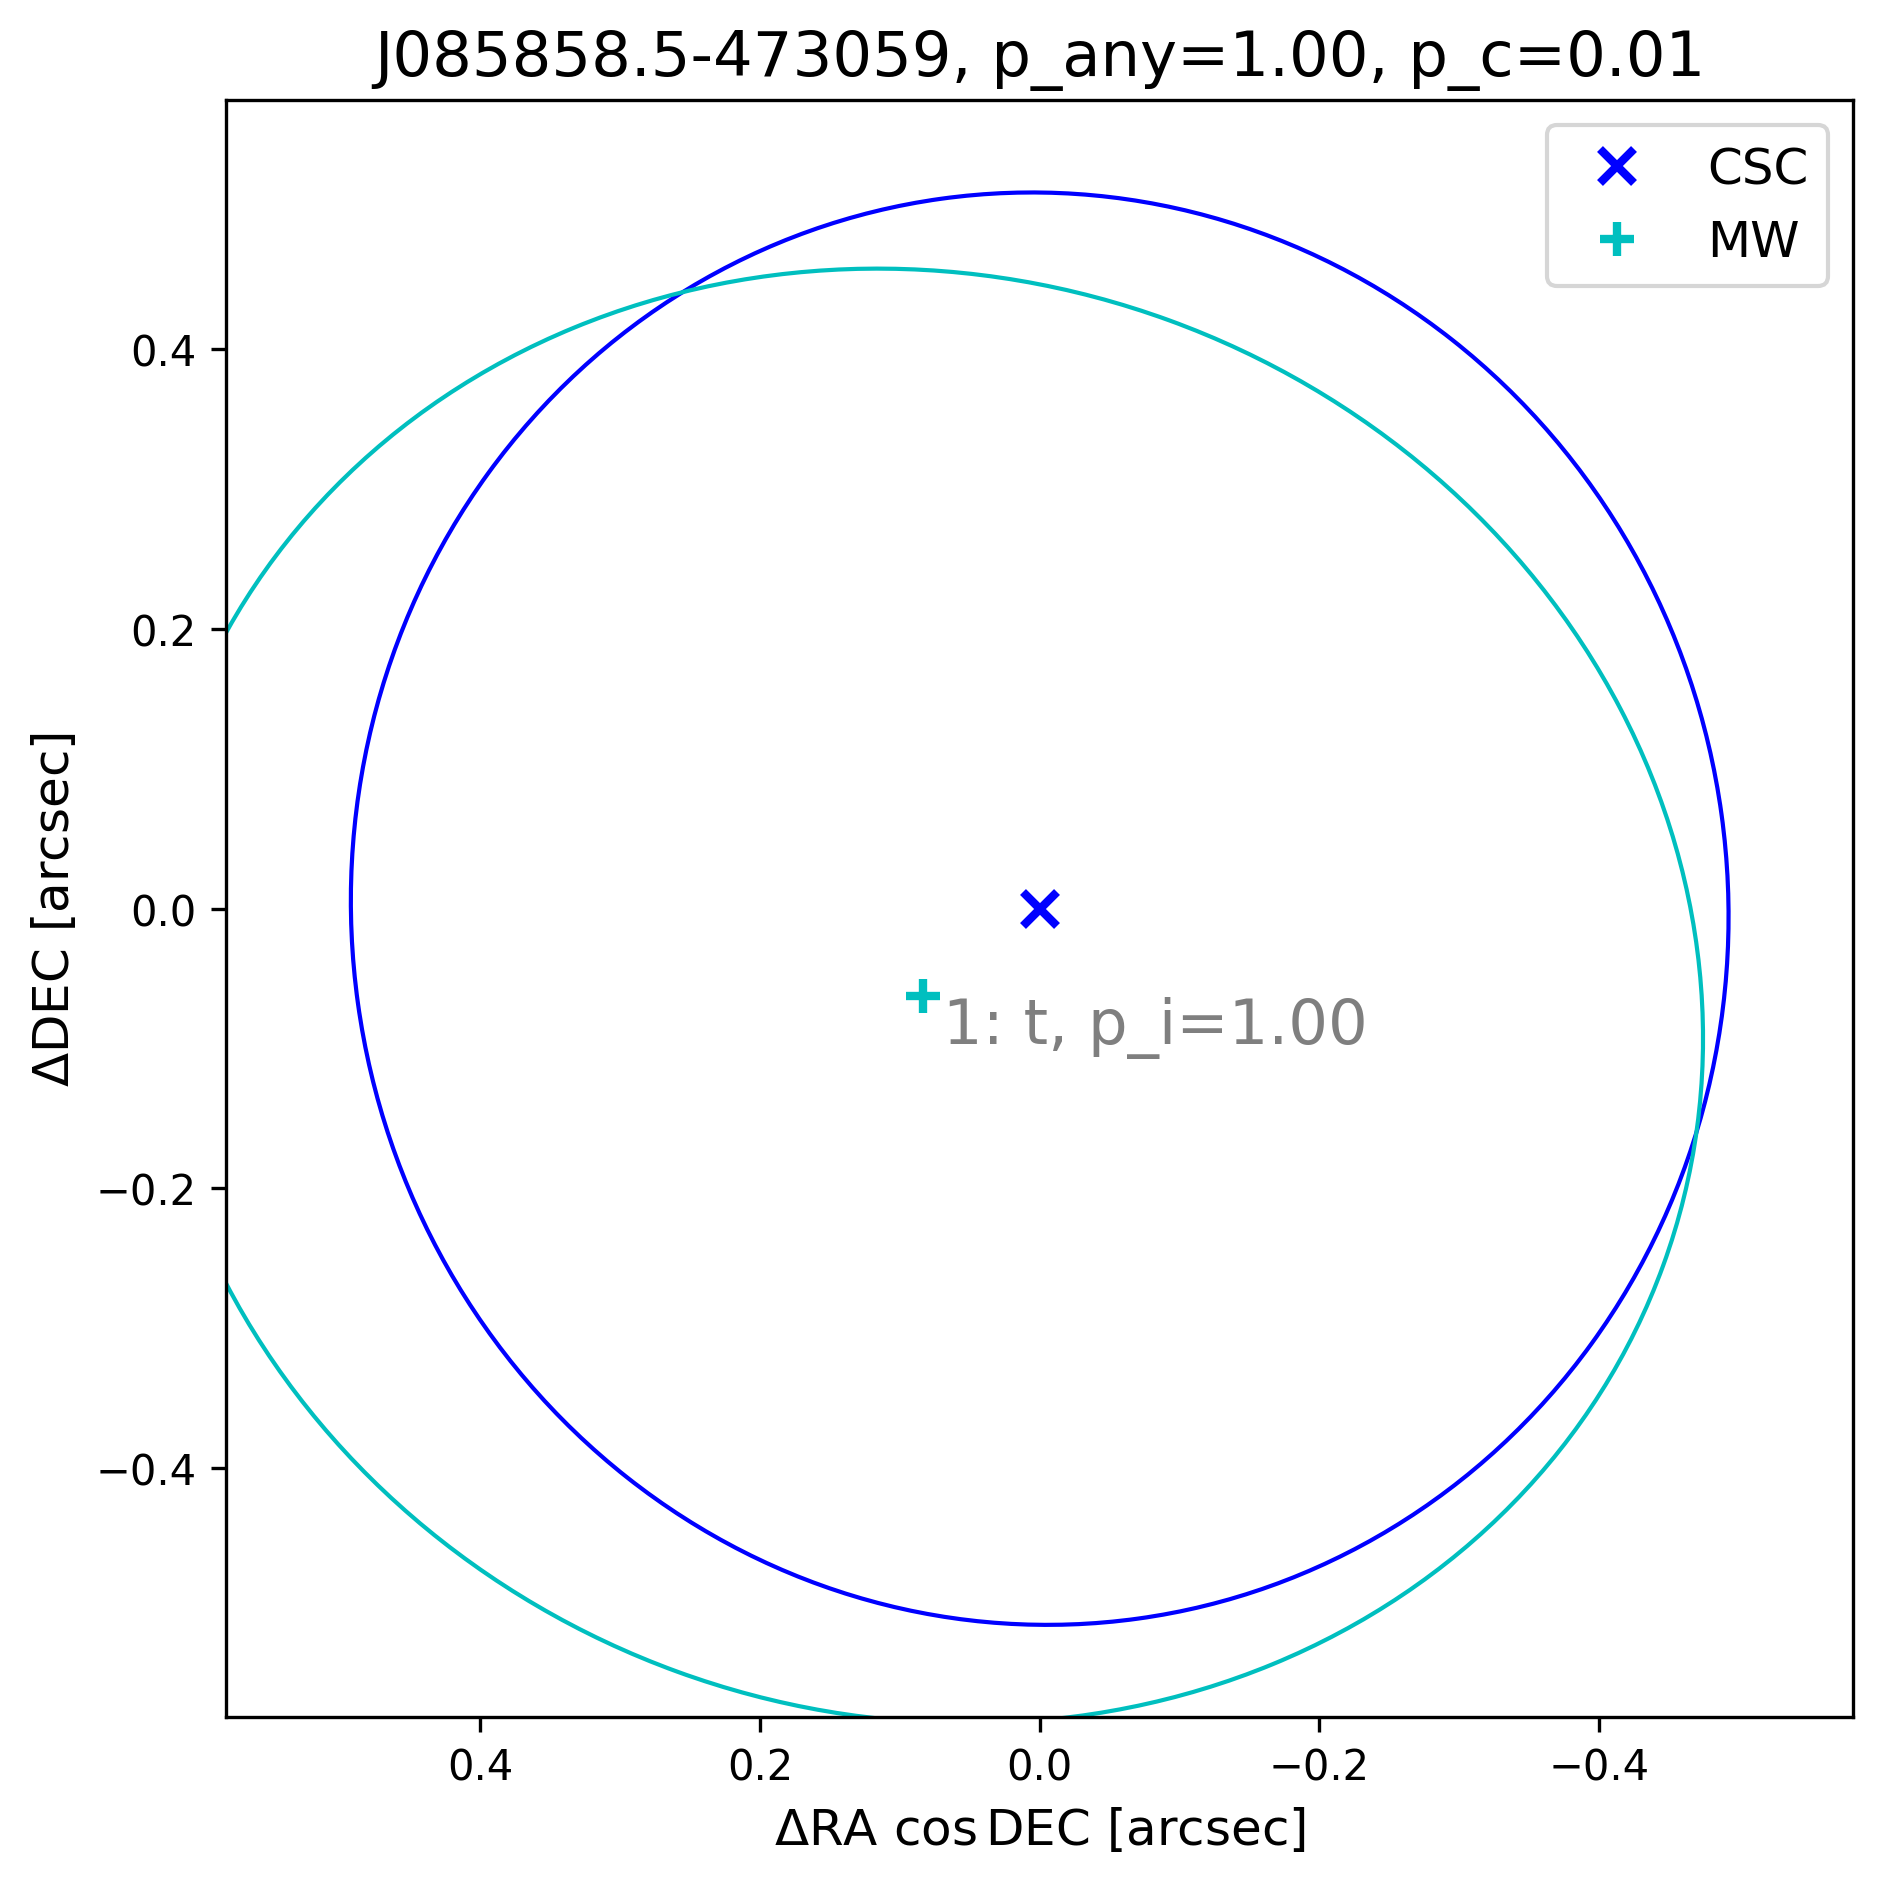 J085858.5-473059, p_any=1.00, p_c=0.01
CSC
MW
0.4
0.2
0.0
−0.2
−0.4
ΔDEC [arcsec]
1: t, p_i=1.00
0.4 0.2 0.0 −0.2 −0.4
ΔRA cos DEC [arcsec]